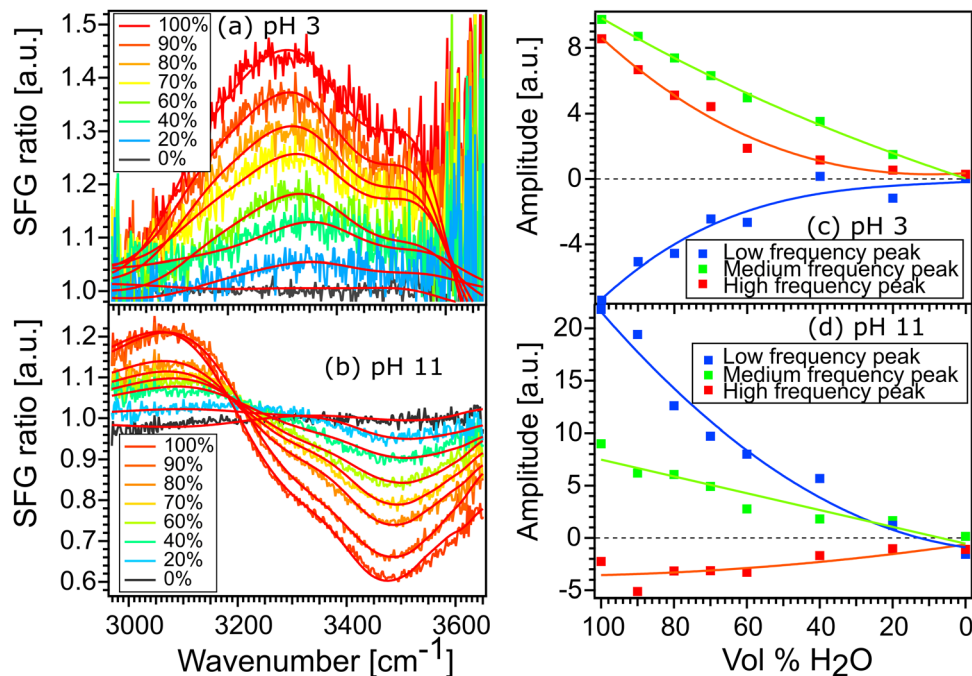 (a) pH 3
100%
90%
80%
70%
60%
40%
20%
0%
SFG ratio [a.u.]
1.5
1.4
1.3
1.2
1.1
1.0
(b) pH 11
100%
90%
80%
70%
60%
40%
20%
0%
SFG ratio [a.u.]
1.2
1.1
1.0
0.9
0.8
0.7
0.6
3000 3200 3400 3600
Wavenumber [cm-1]
Amplitude [a.u.]
8
4
0
-4
(c) pH 3
Low frequency peak
Medium frequency peak
High frequency peak
Amplitude [a.u.]
20
15
10
5
0
-5
(d) pH 11
Low frequency peak
Medium frequency peak
High frequency peak
100 80 60 40 20 0
Vol % H2O